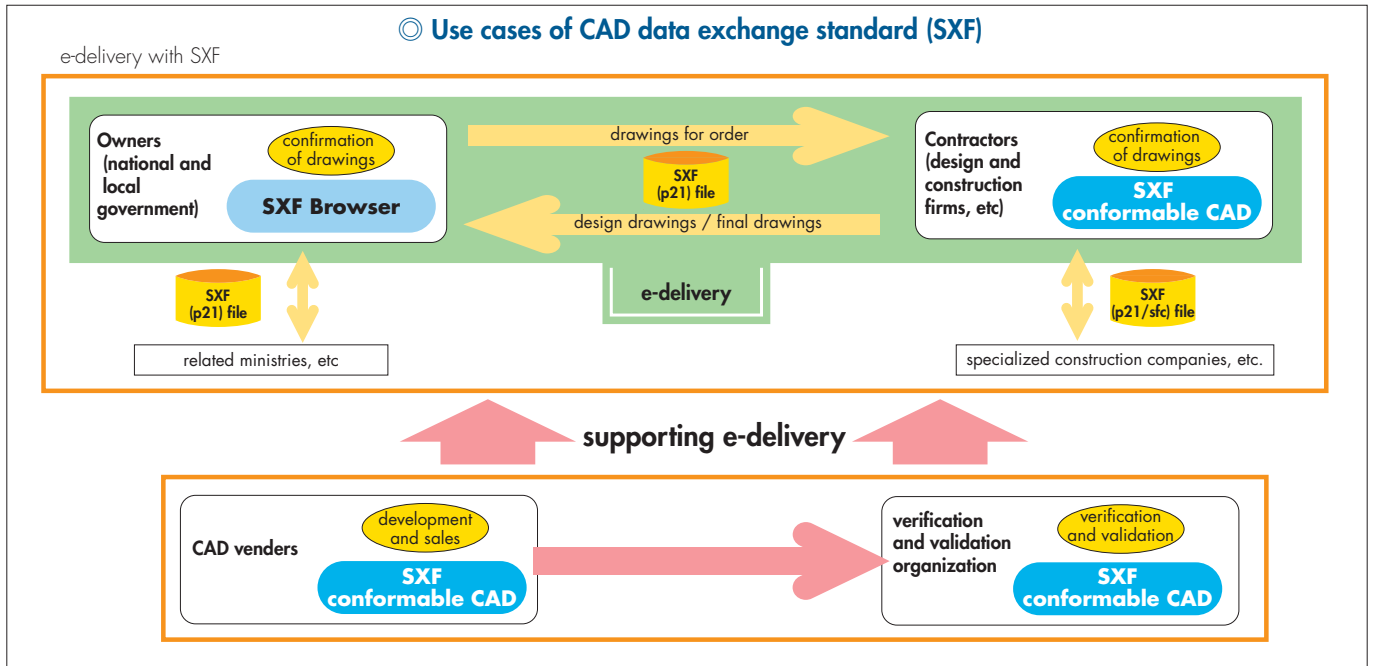 ◎ Use cases of CAD data exchange standard (SXF)
e-delivery with SXF
Owners
(national and
local
government)
confirmation
of drawings
SXF Browser
drawings for order
SXF
(p21) file
design drawings / final drawings
Contractors
(design and
construction
firms, etc)
confirmation
of drawings
SXF
conformable CAD
e-delivery
SXF
(p21) file
related ministries, etc
SXF
(p21/sfc) file
specialized construction companies, etc.
supporting e-delivery
CAD venders
development
and sales
SXF
conformable CAD
verification
and validation
organization
verification
and validation
SXF
conformable CAD